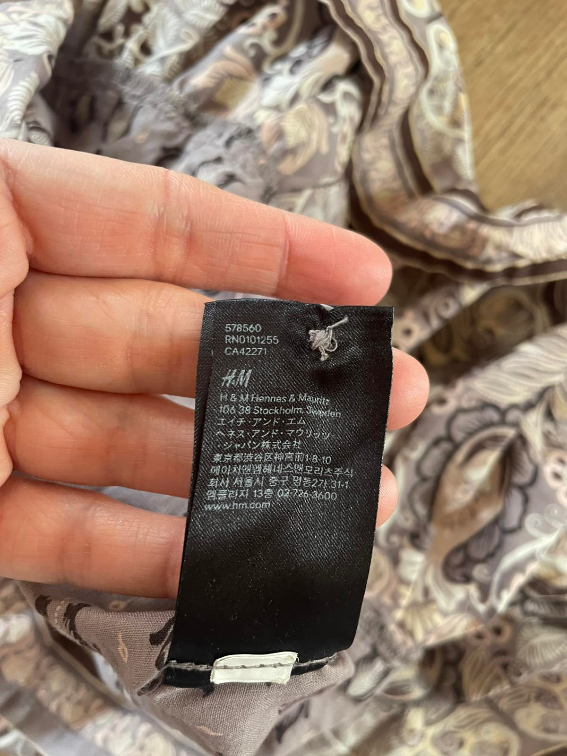 578560
RN0101255
CA42271
H&M
H & M Hennes & Mauritz
106 38 Stockholm, Sweden
エイチ・アンド・エム
ヘネス・アンド・マウリッツ
・ジャパン株式会社
東京都渋谷区神宮前1-8-10
에이치앤엠헤네스앤모리츠주식
회사 서울시 중구 명동2가 31-1
엠플라자 13층 02-726-3600
www.hm.com